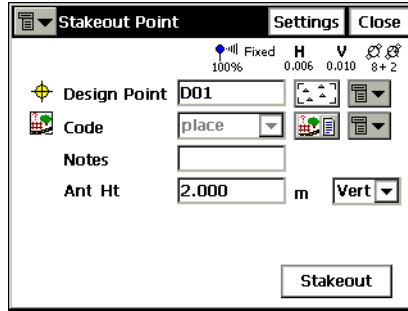 Stakeout Point Settings Close
Fixed H V
100% 0.006 0.010 8+2
Design Point D01
Code place
Notes
Ant Ht 2.000 m Vert
Stakeout